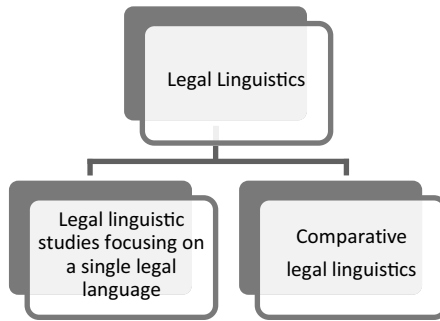 Legal Linguistics
Legal linguistic
studies focusing on
a single legal
language
Comparative
legal linguistics